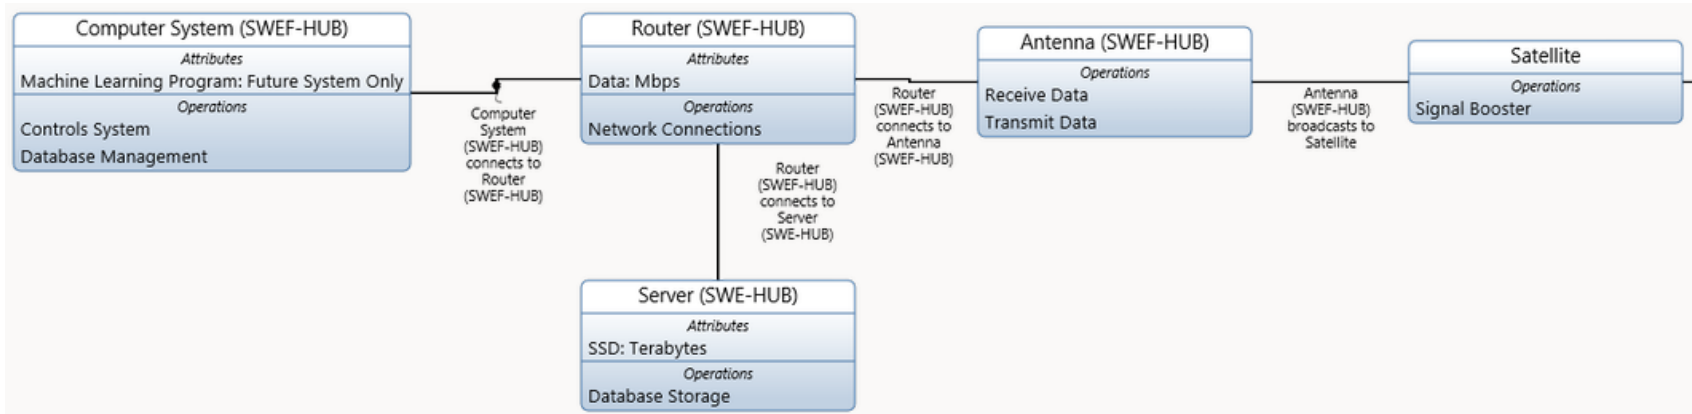 Computer System (SWEF-HUB)
Attributes
Machine Learning Program: Future System Only
Operations
Controls System
Database Management
Computer
System
(SWEF-HUB)
connects to
Router
(SWEF-HUB)
Router (SWEF-HUB)
Attributes
Data: Mbps
Operations
Network Connections
Router
(SWEF-HUB)
connects to
Server
(SWE-HUB)
Server (SWE-HUB)
Attributes
SSD: Terabytes
Operations
Database Storage
Router
(SWEF-HUB)
connects to
Antenna
(SWEF-HUB)
Antenna (SWEF-HUB)
Operations
Receive Data
Transmit Data
Antenna
(SWEF-HUB)
broadcasts to
Satellite
Satellite
Operations
Signal Booster